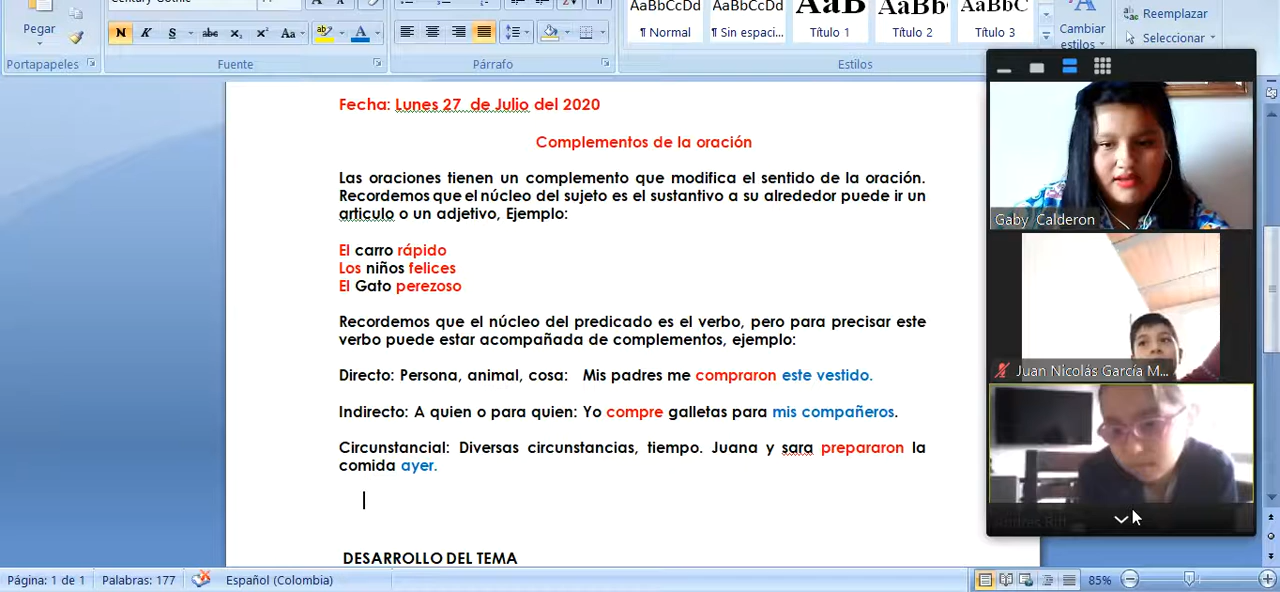 Pegar
Portapapeles
N K S abc x₂ x² Aa
ab A
Fuente
Párrafo
AaBbCcDd AaBbCcDd AaB AaBb AaBbC
¶ Normal ¶ Sin espaci... Título 1 Título 2 Título 3
Estilos
Cambiar
estilos
Reemplazar
Seleccionar
Fecha: Lunes 27 de Julio del 2020
Complementos de la oración
Las oraciones tienen un complemento que modifica el sentido de la oración.
Recordemos que el núcleo del sujeto es el sustantivo a su alrededor puede ir un
articulo o un adjetivo, Ejemplo:
El carro rápido
Los niños felices
El Gato perezoso
Recordemos que el núcleo del predicado es el verbo, pero para precisar este
verbo puede estar acompañada de complementos, ejemplo:
Directo: Persona, animal, cosa: Mis padres me compraron este vestido.
Indirecto: A quien o para quien: Yo compre galletas para mis compañeros.
Circunstancial: Diversas circunstancias, tiempo. Juana y sara prepararon la
comida ayer.
DESARROLLO DEL TEMA
Gaby Calderon
Juan Nicolás García M...
Página: 1 de 1 Palabras: 177 Español (Colombia) 85%